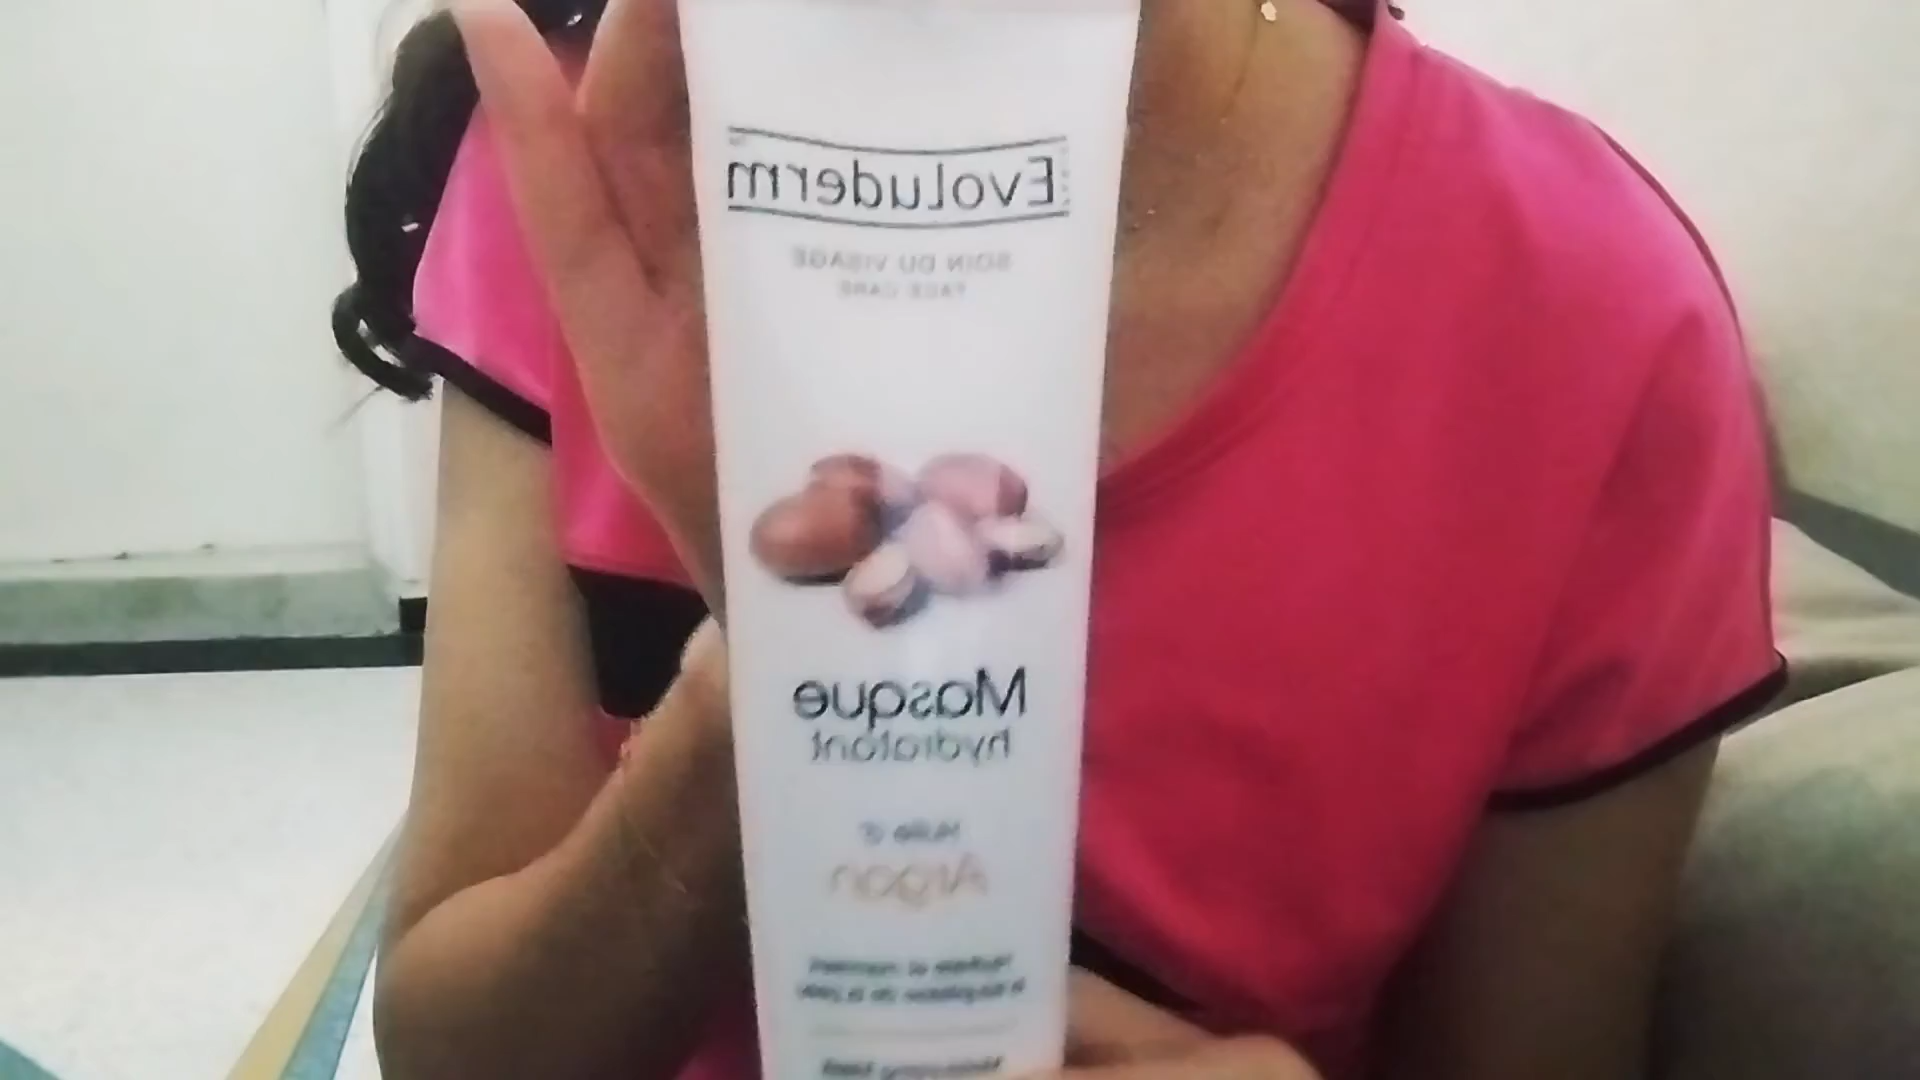 Evoluderm
SOIN DU VISAGE
FACE CARE
Masque
hydratant
Huile d'
Argan